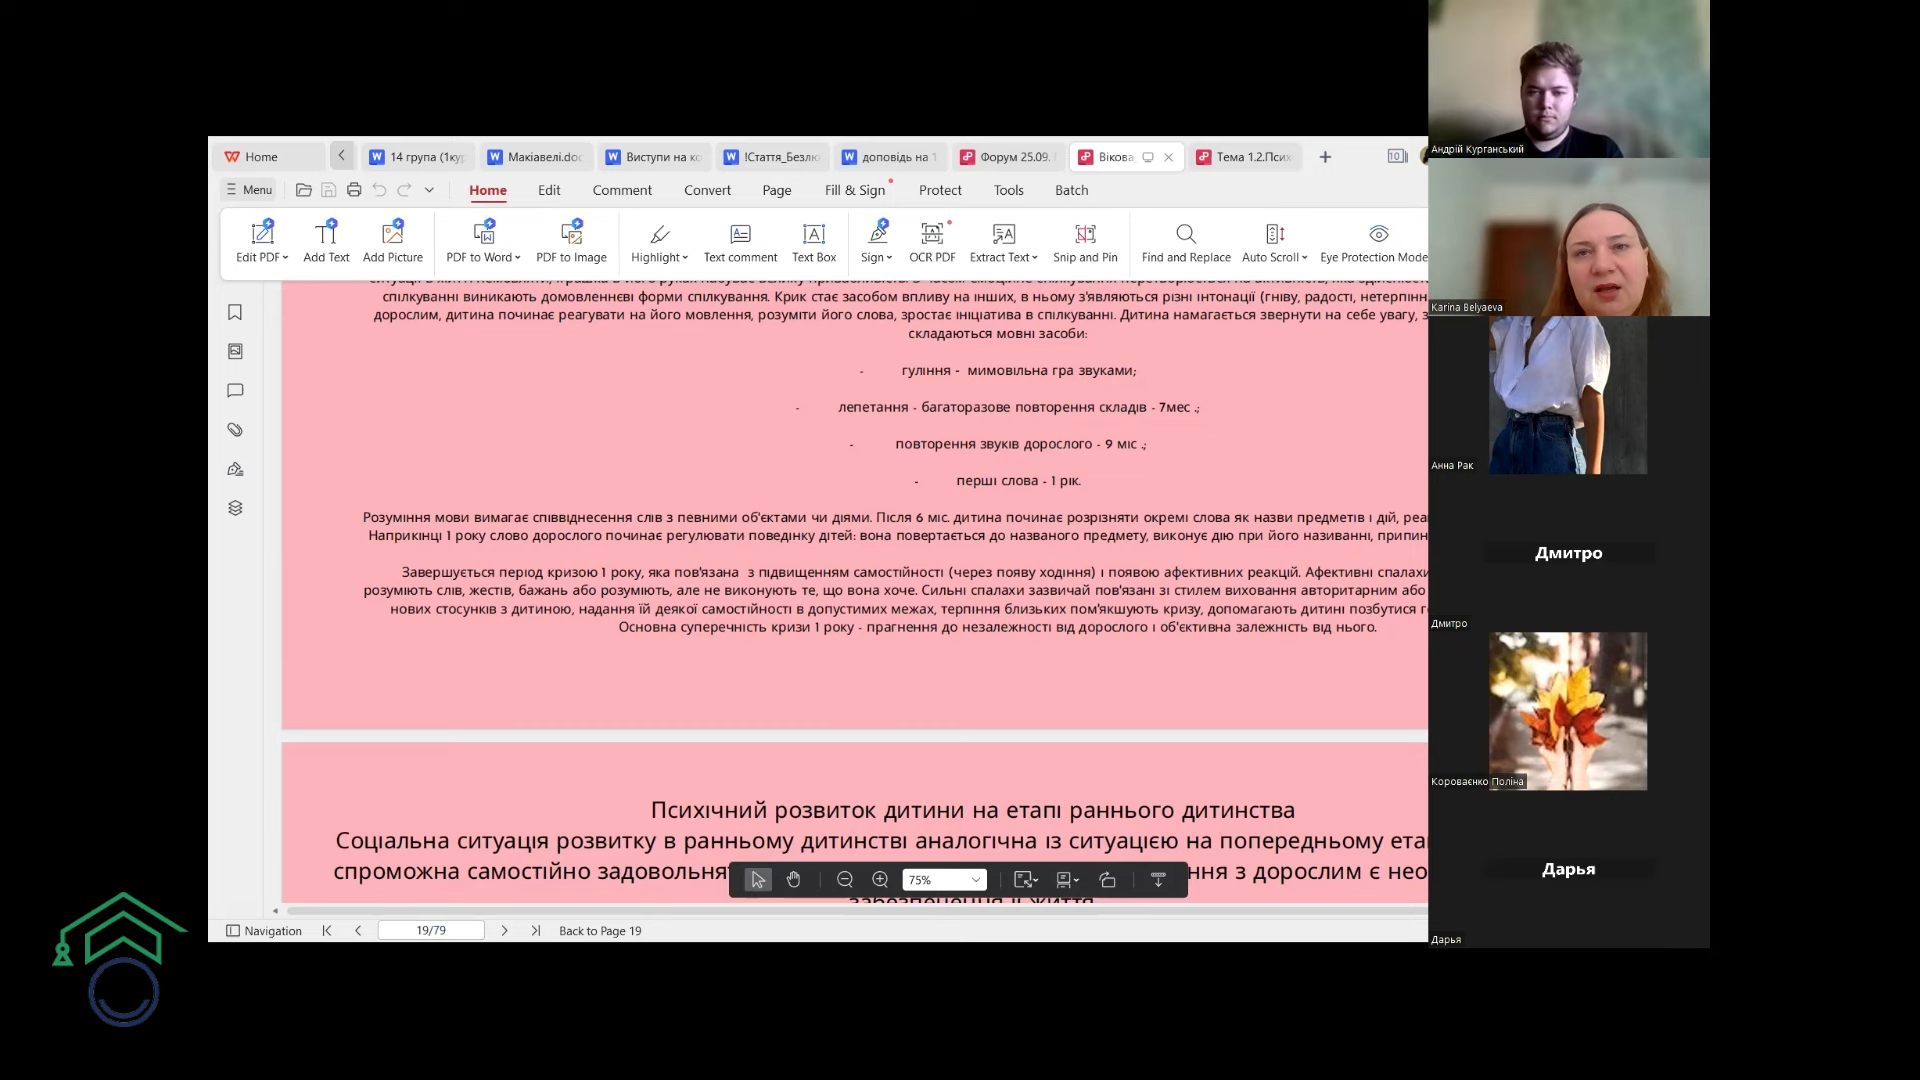 Home
14 група (1ку
Макіавелі.doc
Виступи на ко
!Стаття_Безлю
доповідь на 1
Форум 25.09.
Вікова
Тема 1.2.Псих
Menu
Home
Edit
Comment
Convert
Page
Fill & Sign
Protect
Tools
Batch
Edit PDF
Add Text
Add Picture
PDF to Word
PDF to Image
Highlight
Text comment
Text Box
Sign
OCR PDF
Extract Text
Snip and Pin
Find and Replace
Auto Scroll
Eye Protection Mode
спілкуванні виникають домовленнєві форми спілкування. Крик стає засобом впливу на інших, в ньому з'являються різні інтонації (гніву, радості, нетерпін
дорослим, дитина починає реагувати на його мовлення, розуміти його слова, зростає ініціатива в спілкуванні. Дитина намагається звернути на себе увагу, з
складаються мовні засоби:
- гуління - мимовільна гра звуками;
- лепетання - багаторазове повторення складів - 7мес .;
- повторення звуків дорослого - 9 міс .;
- перші слова - 1 рік.
Розуміння мови вимагає співвіднесення слів з певними об'єктами чи діями. Після 6 міс. дитина починає розрізняти окремі слова як назви предметів і дій, реа
Наприкінці 1 року слово дорослого починає регулювати поведінку дітей: вона повертається до названого предмету, виконує дію при його називанні, припин
Завершується період кризою 1 року, яка пов'язана з підвищенням самостійності (через появу ходіння) і появою афективних реакцій. Афективні спалахи
розуміють слів, жестів, бажань або розуміють, але не виконують те, що вона хоче. Сильні спалахи зазвичай пов'язані зі стилем виховання авторитарним або
нових стосунків з дитиною, надання їй деякої самостійності в допустимих межах, терпіння близьких пом'якшують кризу, допомагають дитині позбутися г
Основна суперечність кризи 1 року - прагнення до незалежності від дорослого і об'єктивна залежність від нього.
Психічний розвиток дитини на етапі раннього дитинства
Соціальна ситуація розвитку в ранньому дитинстві аналогічна із ситуацією на попередньому ета
спроможна самостійно задовольня ння з дорослим є нео
забезпечення її життя
75%
Navigation
19/79
Back to Page 19
Андрій Курганський
Karina Belyaeva
Анна Рак
Дмитро
Дмитро
Короваєнко Поліна
Дарья
Дарья